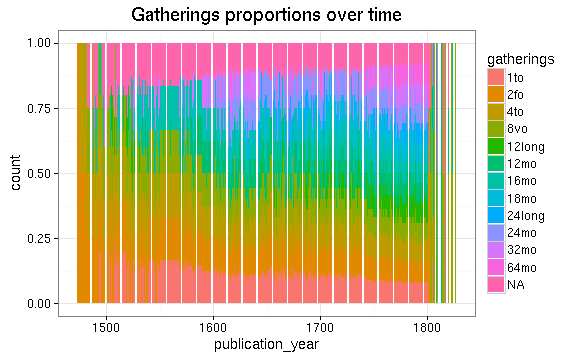 Gatherings proportions over time
count
1.00
0.75
0.50
0.25
0.00
1500
1600
1700
1800
publication_year
gatherings
1to
2fo
4to
8vo
12long
12mo
16mo
18mo
24long
24mo
32mo
64mo
NA